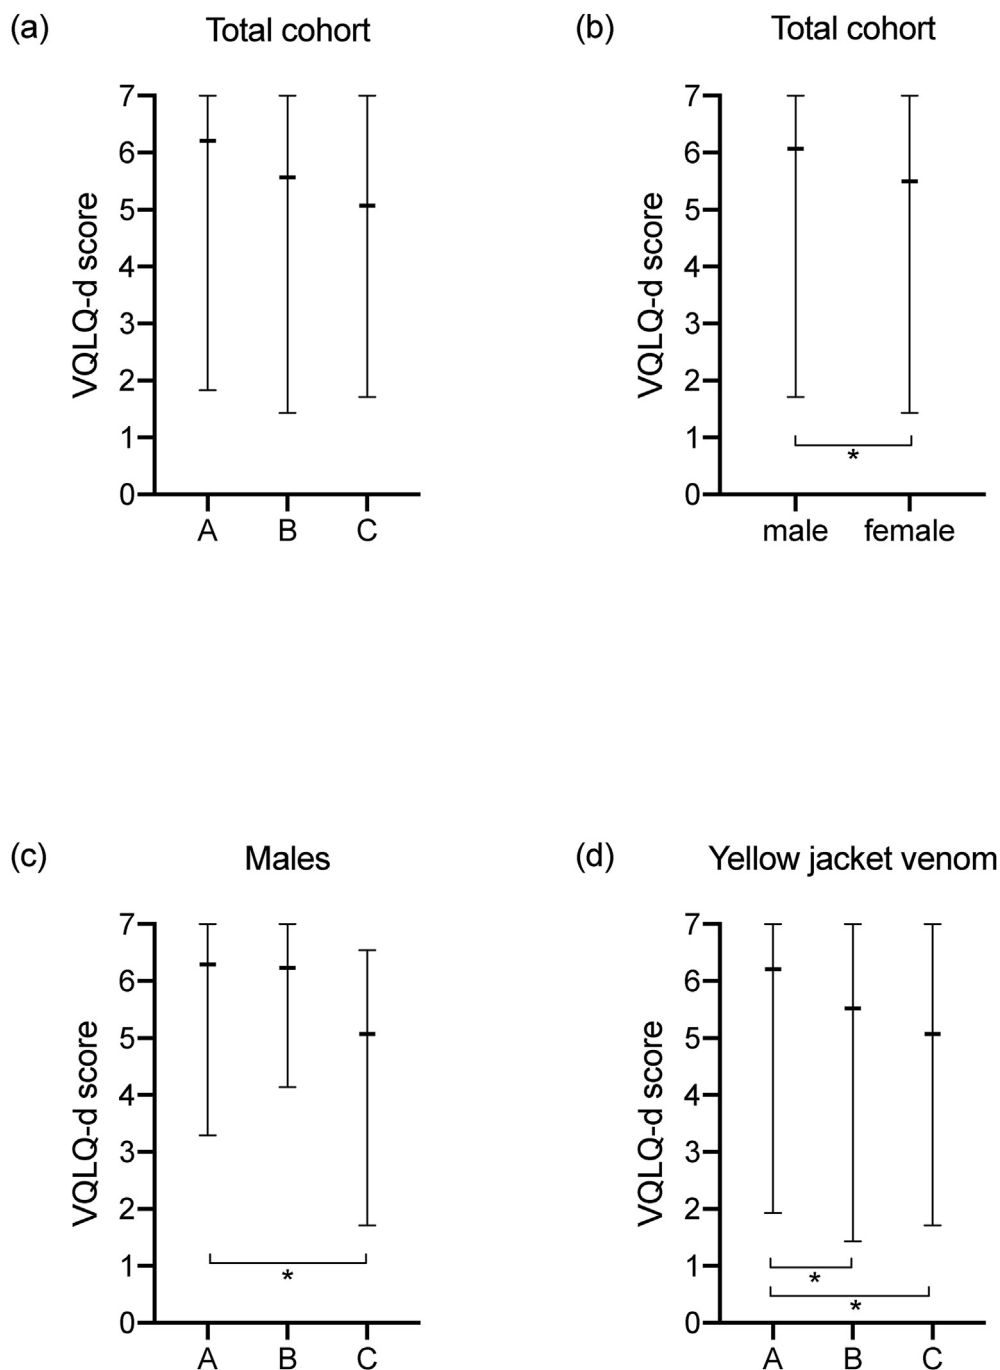 (a)
Total cohort
VQLQ-d score
7
6
5
4
3
2
1
0
A B C
(b)
Total cohort
VQLQ-d score
7
6
5
4
3
2
1
0
*
male female
(c)
Males
VQLQ-d score
7
6
5
4
3
2
1
0
*
A B C
(d)
Yellow jacket venom
VQLQ-d score
7
6
5
4
3
2
1
0
*
*
A B C